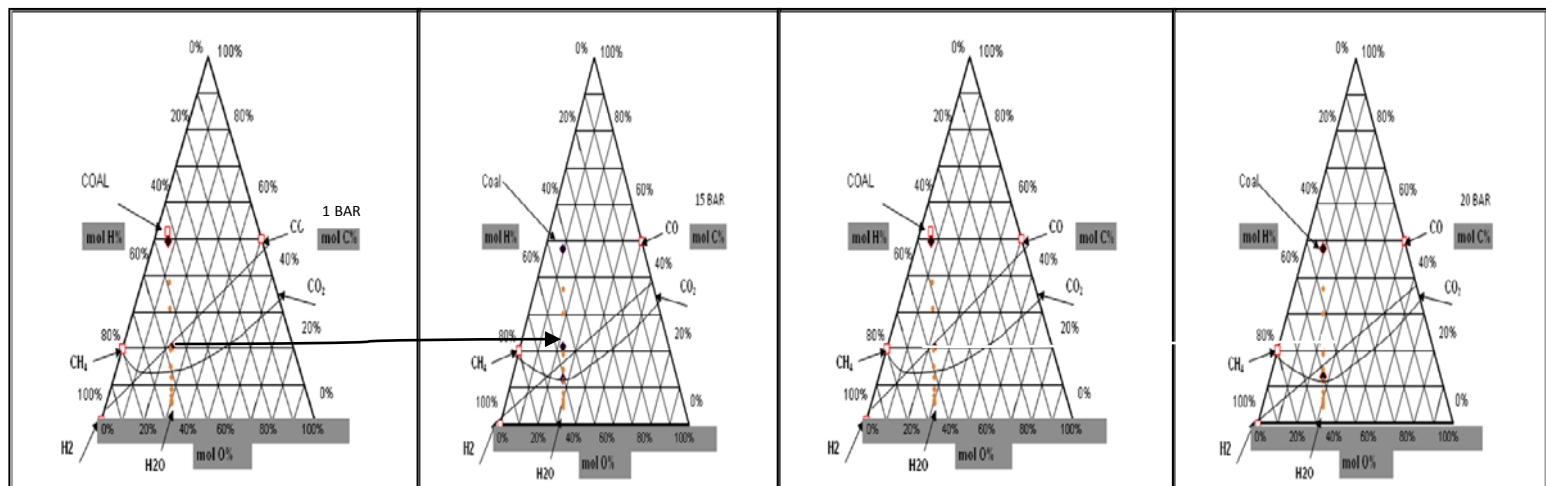 0% 100%
20% 80%
COAL
40% 60%
CO
1 BAR
mol H% mol C%
60% 40%
CO2
80% 20%
CH4
100% 0%
0% 20% 40% 60% 80% 100%
H2
H2O
mol O%
0% 100%
20% 80%
Coal
40% 60%
15 BAR
CO
mol H% mol C%
60% 40%
CO2
80% 20%
CH4
100% 0%
0% 20% 40% 60% 80% 100%
H2
H2O
mol O%
0% 100%
20% 80%
COAL
40% 60%
CO
mol H% mol C%
60% 40%
CO2
80% 20%
CH4
100% 0%
0% 20% 40% 60% 80% 100%
H2
H2O
mol O%
0% 100%
20% 80%
Coal
40% 60%
20 BAR
CO
mol H% mol C%
60% 40%
CO2
80% 20%
CH4
100% 0%
0% 20% 40% 60% 80% 100%
H2
H2O
mol O%